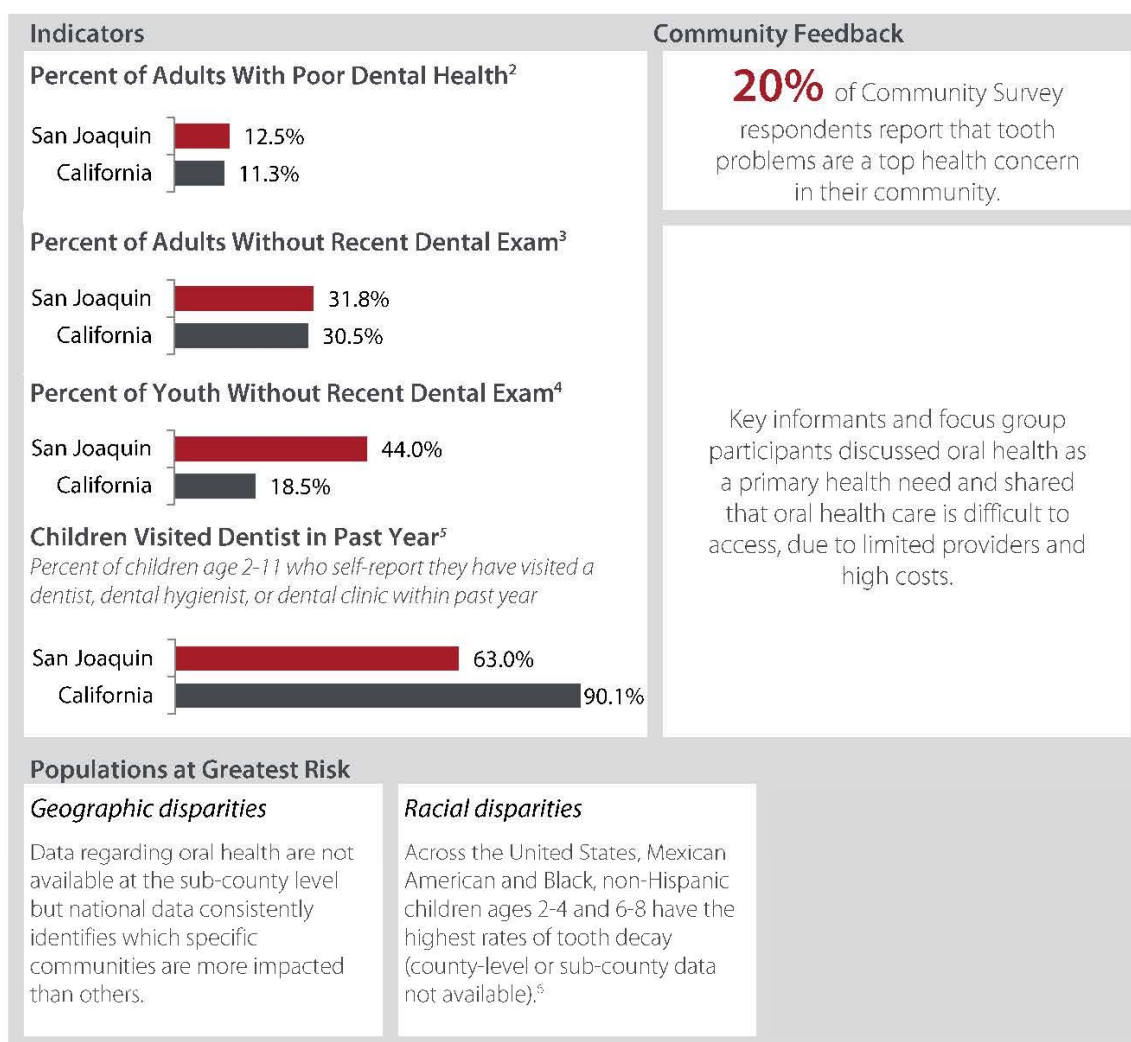 Indicators
Percent of Adults With Poor Dental Health²
San Joaquin 12.5%
California 11.3%
Percent of Adults Without Recent Dental Exam³
San Joaquin 31.8%
California 30.5%
Percent of Youth Without Recent Dental Exam⁴
San Joaquin 44.0%
California 18.5%
Children Visited Dentist in Past Year⁵
Percent of children age 2-11 who self-report they have visited a
dentist, dental hygienist, or dental clinic within past year
San Joaquin 63.0%
California 90.1%
Community Feedback
20% of Community Survey
respondents report that tooth
problems are a top health concern
in their community.
Key informants and focus group
participants discussed oral health as
a primary health need and shared
that oral health care is difficult to
access, due to limited providers and
high costs.
Populations at Greatest Risk
Geographic disparities
Data regarding oral health are not
available at the sub-county level
but national data consistently
identifies which specific
communities are more impacted
than others.
Racial disparities
Across the United States, Mexican
American and Black, non-Hispanic
children ages 2-4 and 6-8 have the
highest rates of tooth decay
(county-level or sub-county data
not available).⁶